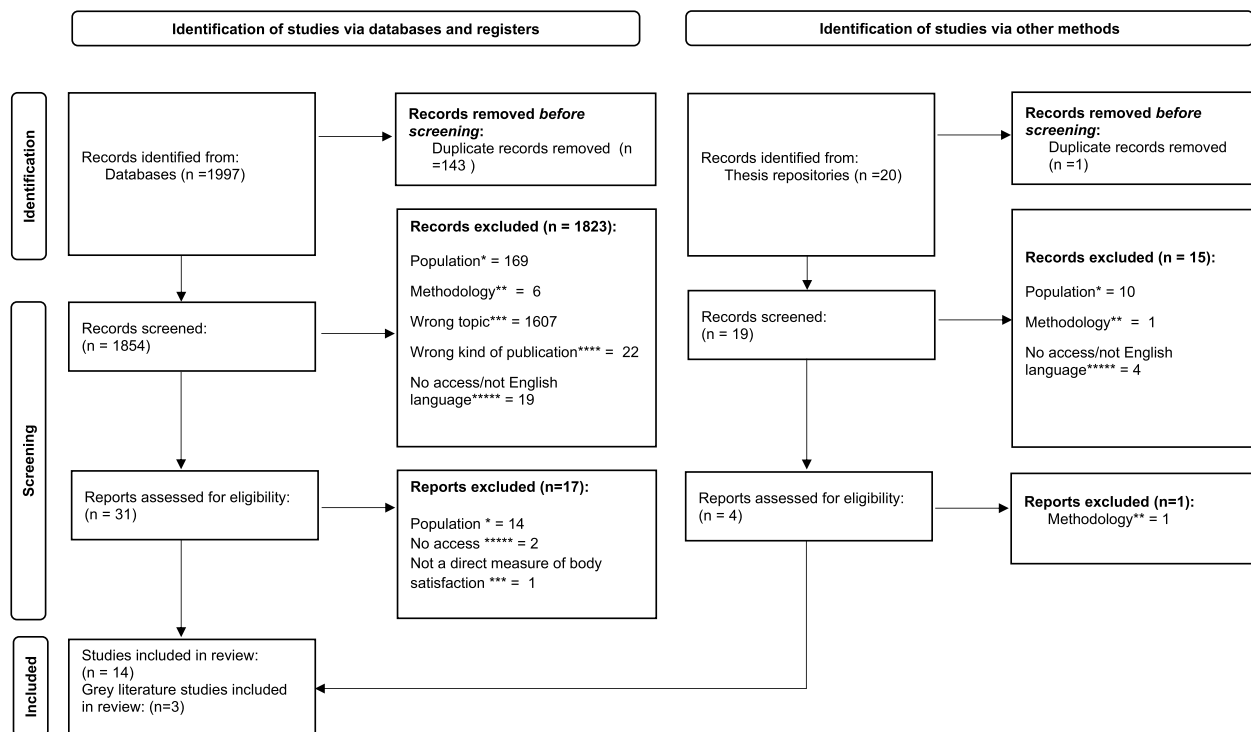 Identification of studies via databases and registers
Identification of studies via other methods
Identification
Records identified from:
Databases (n =1997)
Records removed before
screening:
Duplicate records removed (n
=143 )
Records identified from:
Thesis repositories (n =20)
Records removed before
screening:
Duplicate records removed
(n =1)
Screening
Records screened:
(n = 1854)
Records excluded (n = 1823):
Population* = 169
Methodology** = 6
Wrong topic*** = 1607
Wrong kind of publication**** = 22
No access/not English
language***** = 19
Records screened:
(n = 19)
Records excluded (n = 15):
Population* = 10
Methodology** = 1
No access/not English
language***** = 4
Reports assessed for eligibility:
(n = 31)
Reports excluded (n=17):
Population * = 14
No access ***** = 2
Not a direct measure of body
satisfaction *** = 1
Reports assessed for eligibility:
(n = 4)
Reports excluded (n=1):
Methodology** = 1
Included
Studies included in review:
(n = 14)
Grey literature studies included
in review: (n=3)